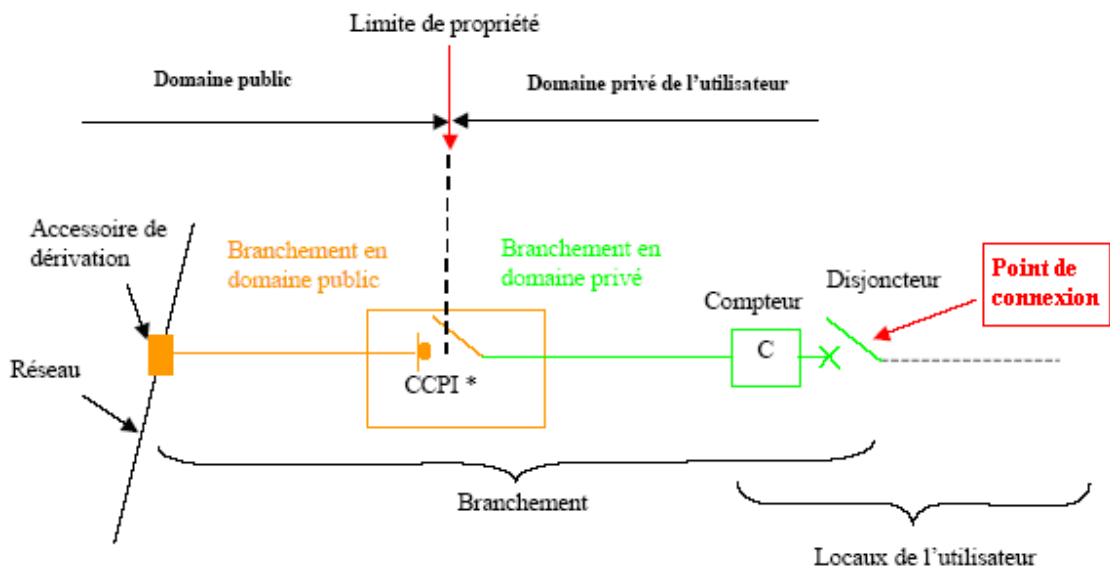 Limite de propriété
Domaine public
Domaine privé de l'utilisateur
Accessoire de
dérivation
Branchement en
domaine public
Branchement en
domaine privé
Compteur
Disjoncteur
Point de
connexion
Réseau
CCPI *
C
Branchement
Locaux de l'utilisateur